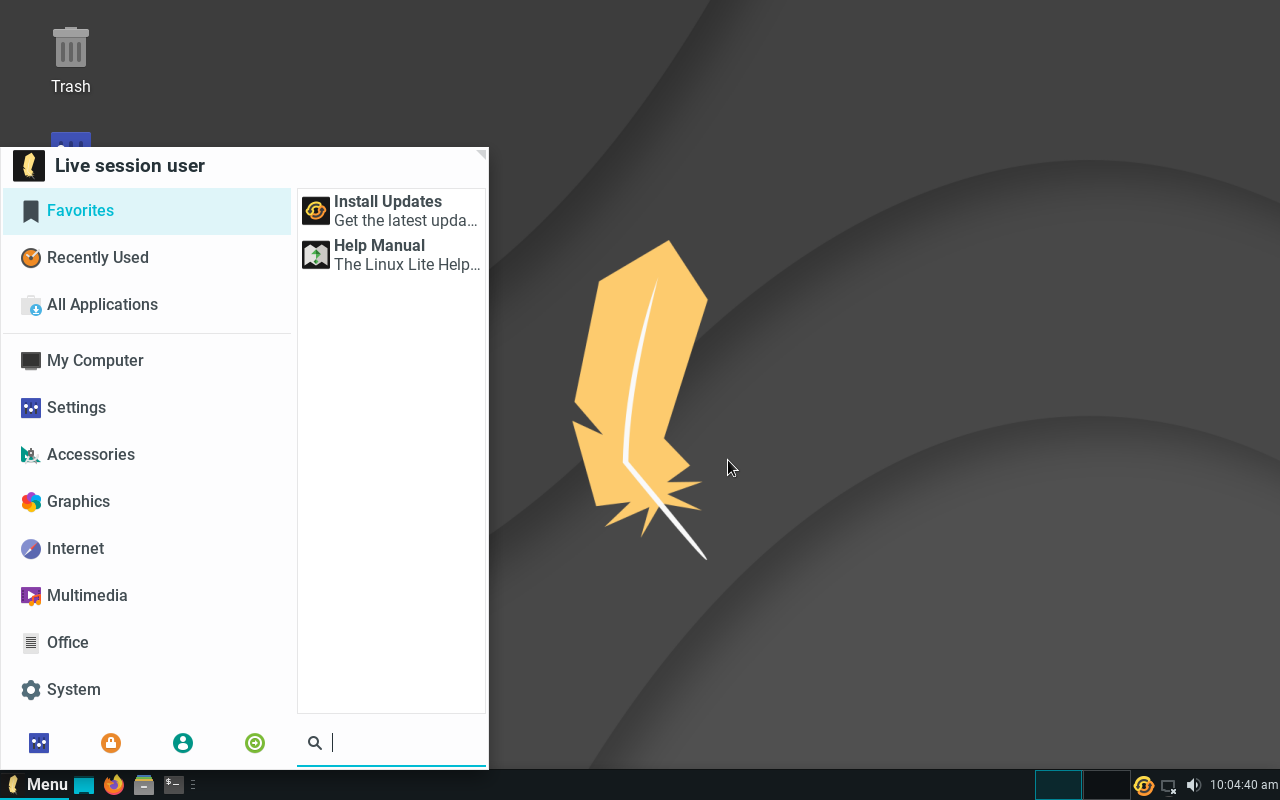 Trash
Live session user
Favorites
Recently Used
All Applications
My Computer
Settings
Accessories
Graphics
Internet
Multimedia
Office
System
Install Updates
Get the latest upda...
Help Manual
The Linux Lite Help...
Menu
10:04:40 am